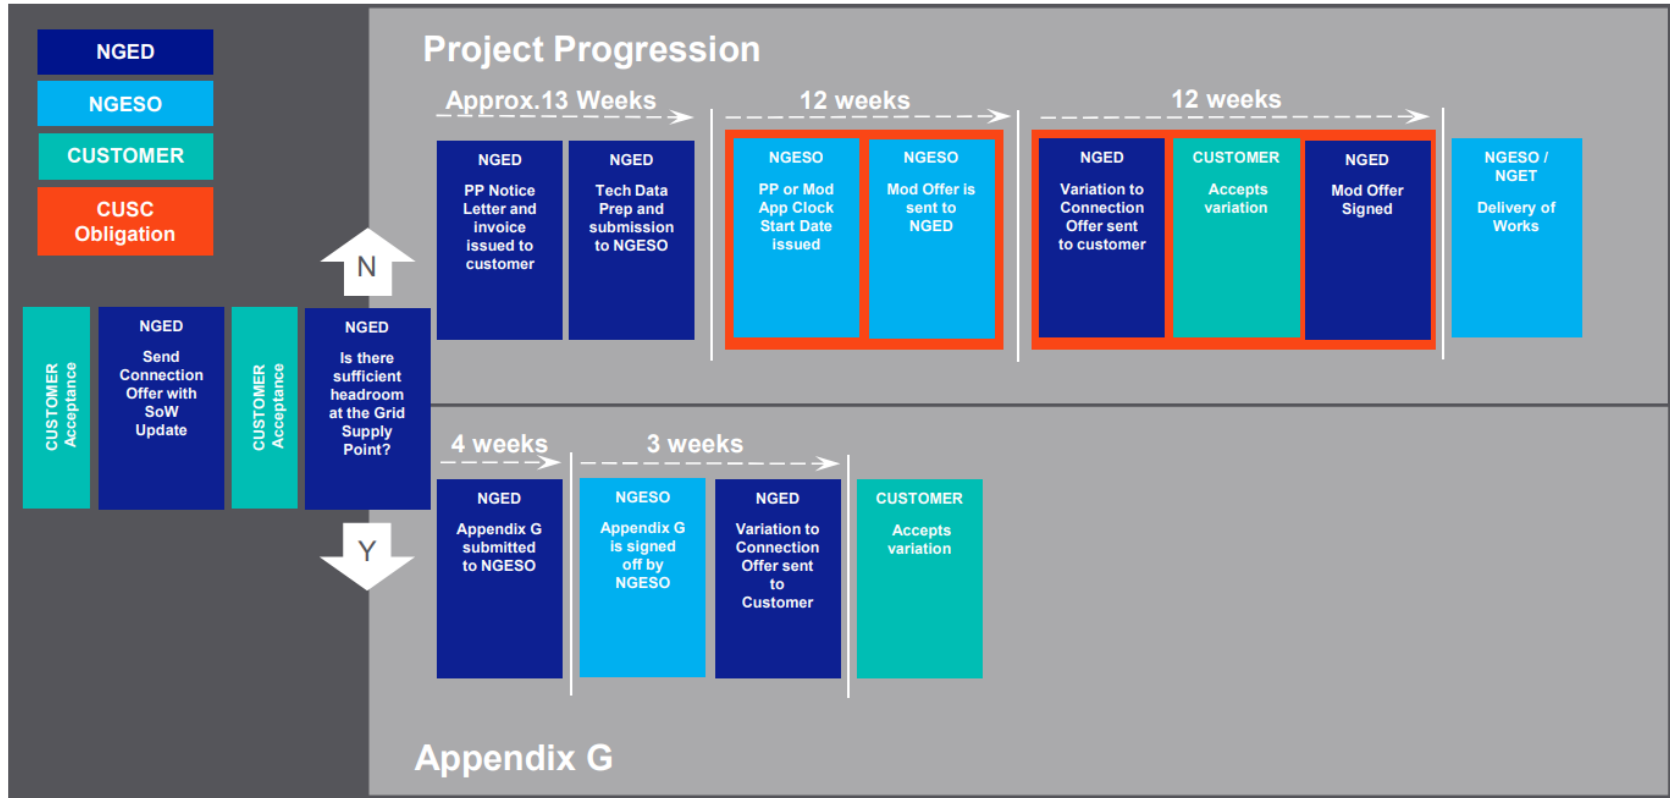 NGED
NGESO
CUSTOMER
CUSC
Obligation
Project Progression
Approx.13 Weeks
12 weeks
12 weeks
NGED
PP Notice
Letter and
invoice
issued to
customer
NGED
Tech Data
Prep and
submission
to NGESO
NGESO
PP or Mod
App Clock
Start Date
issued
NGESO
Mod Offer is
sent to
NGED
NGED
Variation to
Connection
Offer sent
to customer
CUSTOMER
Accepts
variation
NGED
Mod Offer
Signed
NGESO /
NGET
Delivery of
Works
N
CUSTOMER
Acceptance
NGED
Send
Connection
Offer with
SoW
Update
CUSTOMER
Acceptance
NGED
Is there
sufficient
headroom
at the Grid
Supply
Point?
Y
4 weeks
3 weeks
NGED
Appendix G
submitted
to NGESO
NGESO
Appendix G
is signed
off by
NGESO
NGED
Variation to
Connection
Offer sent
to
Customer
CUSTOMER
Accepts
variation
Appendix G